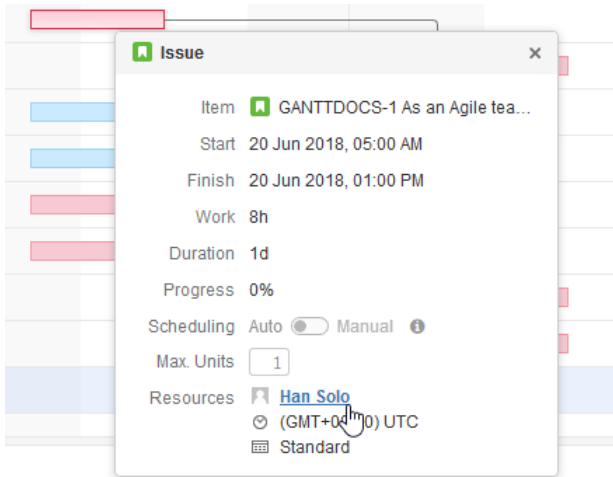 Issue ×
Item GANTTDOCS-1 As an Agile tea...
Start 20 Jun 2018, 05:00 AM
Finish 20 Jun 2018, 01:00 PM
Work 8h
Duration 1d
Progress 0%
Scheduling Auto Manual
Max. Units 1
Resources Han Solo
UTC
Standard